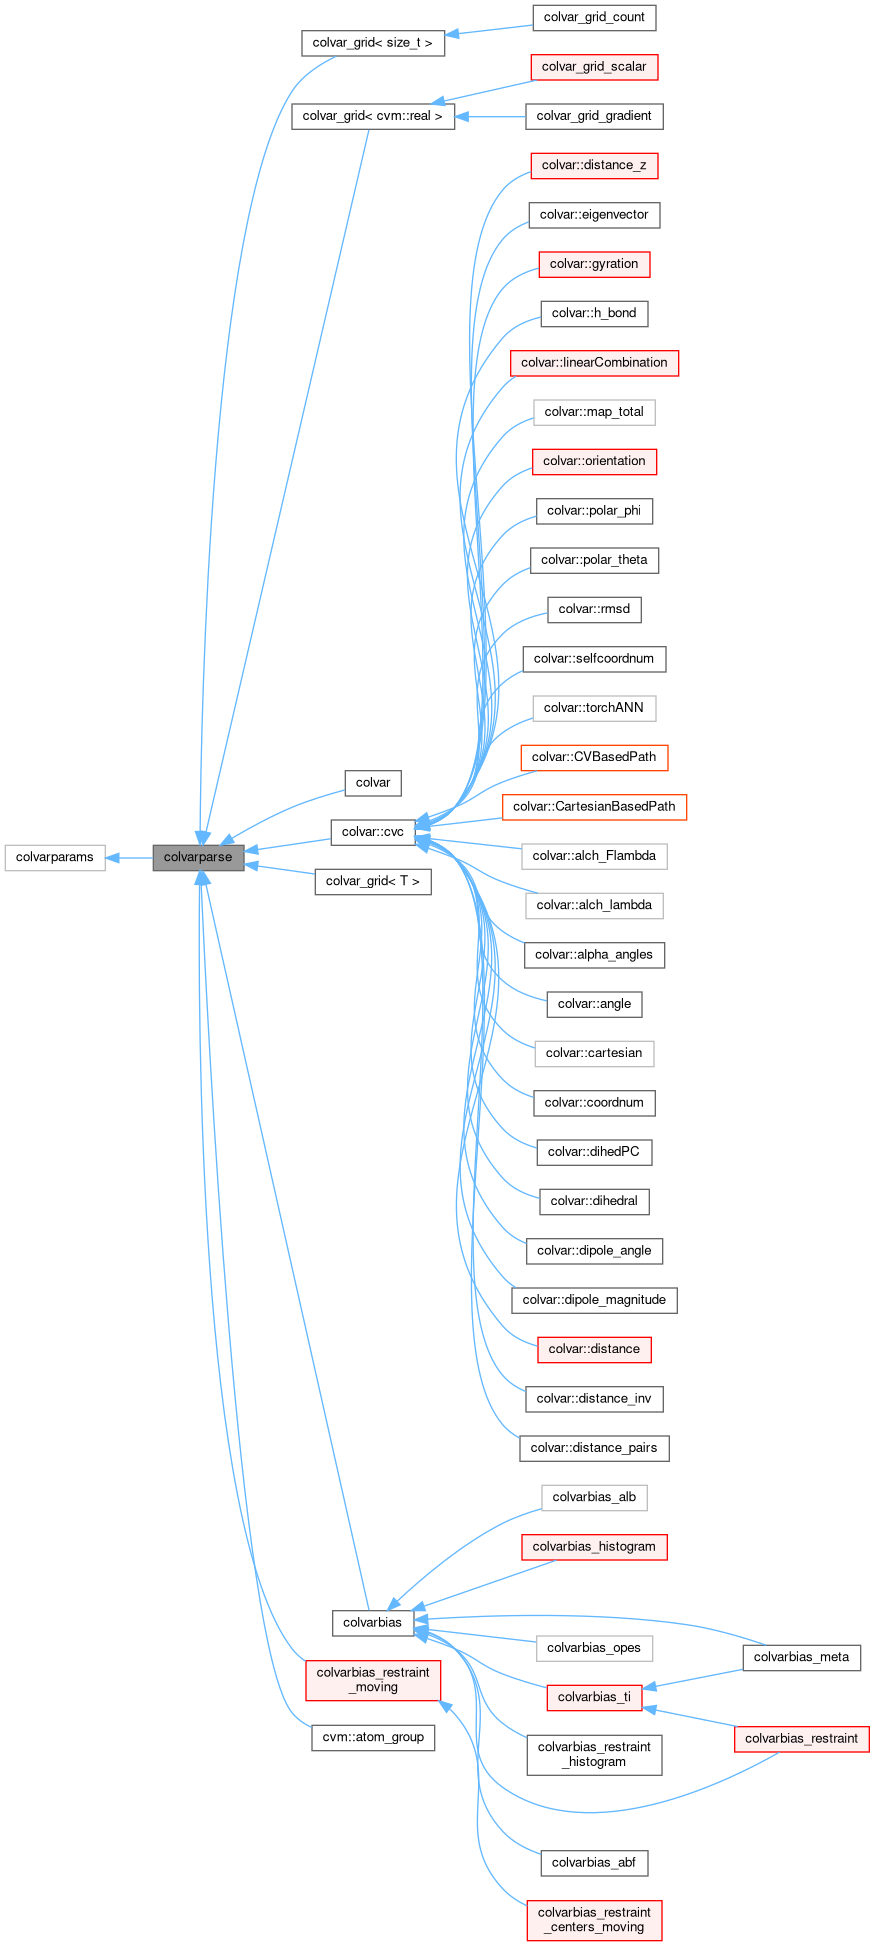 colvar_grid_count
colvar_grid< size_t >
colvar_grid_scalar
colvar_grid< cvm::real >
colvar_grid_gradient
colvar::distance_z
colvar::eigenvector
colvar::gyration
colvar::h_bond
colvar::linearCombination
colvar::map_total
colvar::orientation
colvar::polar_phi
colvar::polar_theta
colvar::rmsd
colvar::selfcoordnum
colvar::torchANN
colvar::CVBasedPath
colvar
colvar::CartesianBasedPath
colvar::cvc
colvarparams
colvarparse
colvar::alch_Flambda
colvar_grid< T >
colvar::alch_lambda
colvar::alpha_angles
colvar::angle
colvar::cartesian
colvar::coordnum
colvar::dihedPC
colvar::dihedral
colvar::dipole_angle
colvar::dipole_magnitude
colvar::distance
colvar::distance_inv
colvar::distance_pairs
colvarbias_alb
colvarbias_histogram
colvarbias
colvarbias_opes
colvarbias_meta
colvarbias_restraint
_moving
colvarbias_ti
cvm::atom_group
colvarbias_restraint
colvarbias_restraint
_histogram
colvarbias_abf
colvarbias_restraint
_centers_moving